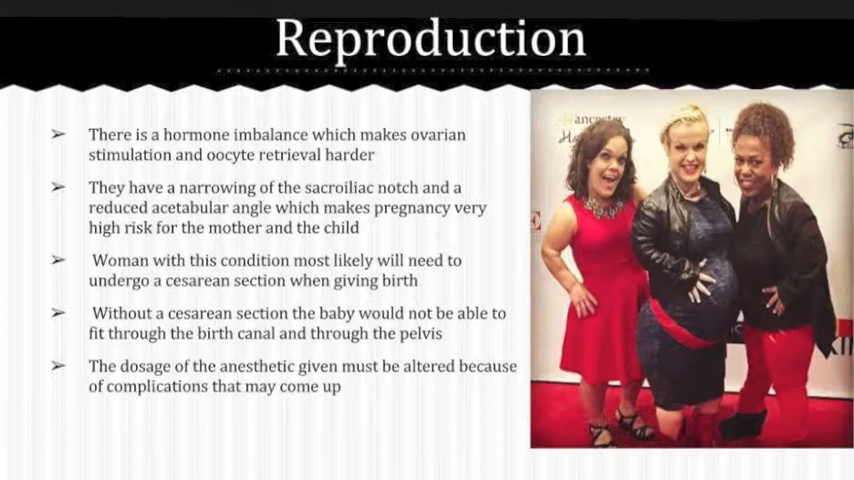 Reproduction
➢ There is a hormone imbalance which makes ovarian
stimulation and oocyte retrieval harder
➢ They have a narrowing of the sacroiliac notch and a
reduced acetabular angle which makes pregnancy very
high risk for the mother and the child
➢ Woman with this condition most likely will need to
undergo a cesarean section when giving birth
➢ Without a cesarean section the baby would not be able to
fit through the birth canal and through the pelvis
➢ The dosage of the anesthetic given must be altered because
of complications that may come up